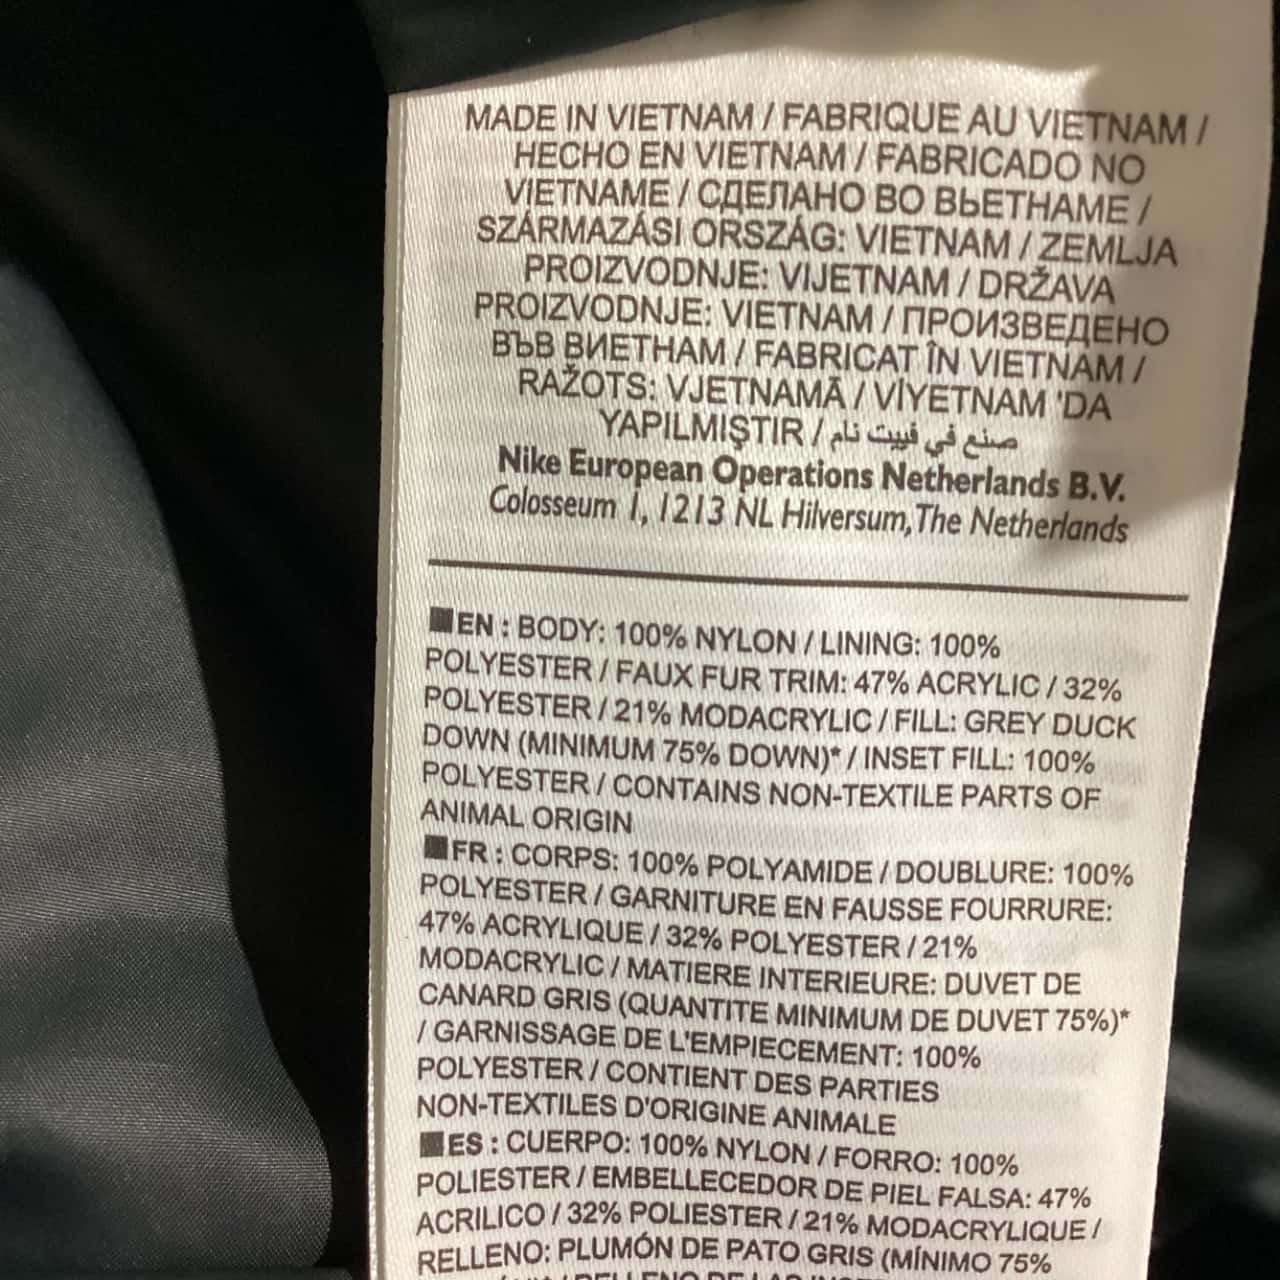 MADE IN VIETNAM / FABRIQUE AU VIETNAM /
HECHO EN VIETNAM / FABRICADO NO
VIETNAME / СДЕЛАНО ВО ВЬЕТНАМЕ /
SZÁRMAZÁSI ORSZÁG: VIETNAM / ZEMLJA
PROIZVODNJE: VIJETNAM / DRŽAVA
PROIZVODNJE: VIETNAM / ПРОИЗВЕДЕНО
ВЪВ ВИЕТНАМ / FABRICAT ÎN VIETNAM /
RAŽOTS: VJETNAMĀ / VİYETNAM 'DA
YAPILMIŞTIR / صنع في فييت نام
Nike European Operations Netherlands B.V.
Colosseum 1, 1213 NL Hilversum, The Netherlands
EN : BODY: 100% NYLON / LINING: 100%
POLYESTER / FAUX FUR TRIM: 47% ACRYLIC / 32%
POLYESTER / 21% MODACRYLIC / FILL: GREY DUCK
DOWN (MINIMUM 75% DOWN)* / INSET FILL: 100%
POLYESTER / CONTAINS NON-TEXTILE PARTS OF
ANIMAL ORIGIN
FR : CORPS: 100% POLYAMIDE / DOUBLURE: 100%
POLYESTER / GARNITURE EN FAUSSE FOURRURE:
47% ACRYLIQUE / 32% POLYESTER / 21%
MODACRYLIC / MATIERE INTERIEURE: DUVET DE
CANARD GRIS (QUANTITE MINIMUM DE DUVET 75%)*
/ GARNISSAGE DE L'EMPIECEMENT: 100%
POLYESTER / CONTIENT DES PARTIES
NON-TEXTILES D'ORIGINE ANIMALE
ES : CUERPO: 100% NYLON / FORRO: 100%
POLIESTER / EMBELLECEDOR DE PIEL FALSA: 47%
ACRILICO / 32% POLIESTER / 21% MODACRYLIQUE /
RELLENO: PLUMÓN DE PATO GRIS (MÍNIMO 75%